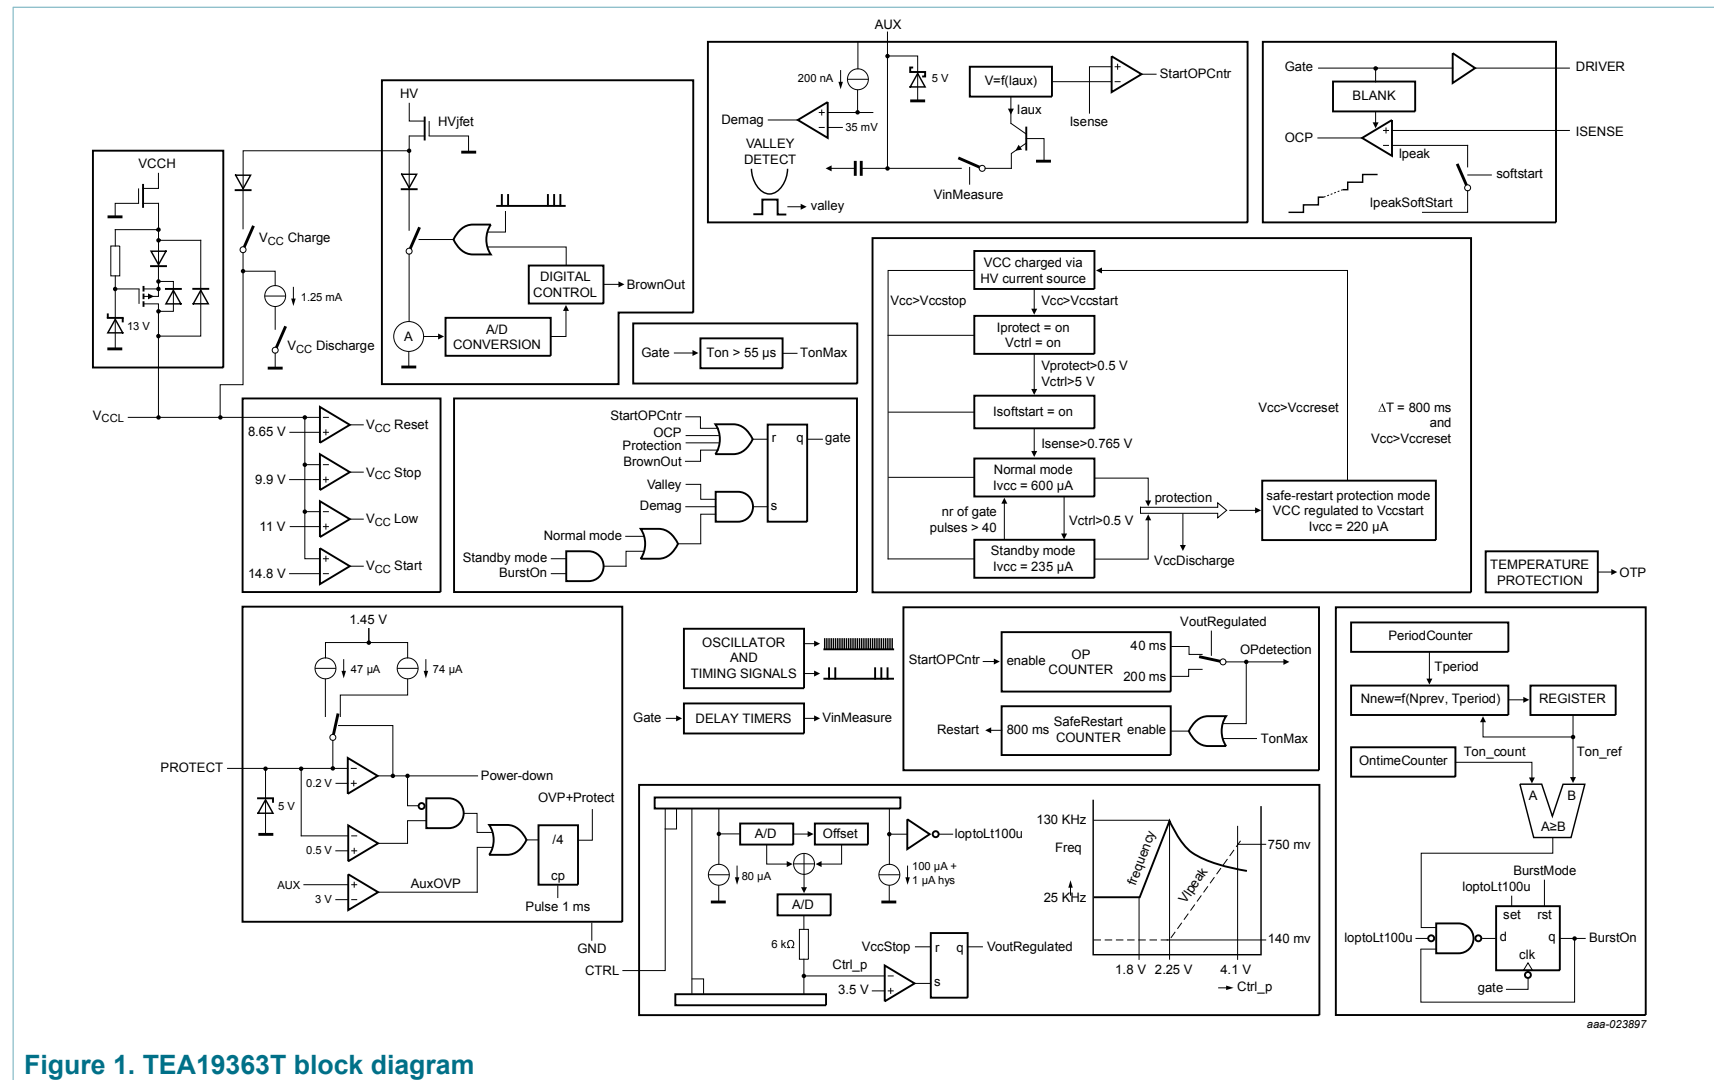 AUX
200 nA
5 V
V=f(Iaux)
StartOPCntr
Iaux
Isense
Demag
35 mV
VALLEY
DETECT
VinMeasure
valley
Gate
DRIVER
BLANK
OCP
ISENSE
Ipeak
softstart
IpeakSoftStart
HV
HVjfet
DIGITAL
CONTROL
BrownOut
A
A/D
CONVERSION
VCCH
13 V
VCC Charge
1.25 mA
VCC Discharge
Gate
Ton > 55 µs
TonMax
VCC charged via
HV current source
Vcc>Vccstop
Vcc>Vccstart
Iprotect = on
Vctrl = on
Vprotect>0.5 V
Vctrl>5 V
Isoftstart = on
Isense>0.765 V
Normal mode
Ivcc = 600 µA
nr of gate
pulses > 40
Vctrl>0.5 V
Standby mode
Ivcc = 235 µA
protection
VccDischarge
Vcc>Vccreset
ΔT = 800 ms
and
Vcc>Vccreset
safe-restart protection mode
VCC regulated to Vccstart
Ivcc = 220 µA
VCCL
8.65 V
VCC Reset
9.9 V
VCC Stop
11 V
VCC Low
14.8 V
VCC Start
StartOPCntr
OCP
Protection
BrownOut
r
q
gate
Valley
Demag
s
Normal mode
Standby mode
BurstOn
TEMPERATURE
PROTECTION
OTP
1.45 V
47 µA
74 µA
PROTECT
0.2 V
Power-down
5 V
OVP+Protect
0.5 V
/4
cp
AUX
3 V
AuxOVP
Pulse 1 ms
GND
OSCILLATOR
AND
TIMING SIGNALS
Gate
DELAY TIMERS
VinMeasure
VoutRegulated
StartOPCntr
enable
OP
COUNTER
40 ms
200 ms
OPdetection
Restart
800 ms
SafeRestart
COUNTER
enable
TonMax
CTRL
A/D
Offset
80 µA
IoptoLt100u
100 µA +
1 µA hys
A/D
6 kΩ
Ctrl_p
3.5 V
VccStop
r
q
s
VoutRegulated
130 KHz
Freq
25 KHz
frequency
VIpeak
750 mv
140 mv
1.8 V
2.25 V
4.1 V
Ctrl_p
PeriodCounter
Tperiod
Nnew=f(Nprev, Tperiod)
REGISTER
Ton_count
Ton_ref
OntimeCounter
A
B
A≥B
BurstMode
IoptoLt100u
set
rst
IoptoLt100u
d
q
BurstOn
clk
gate
aaa-023897
Figure 1. TEA19363T block diagram